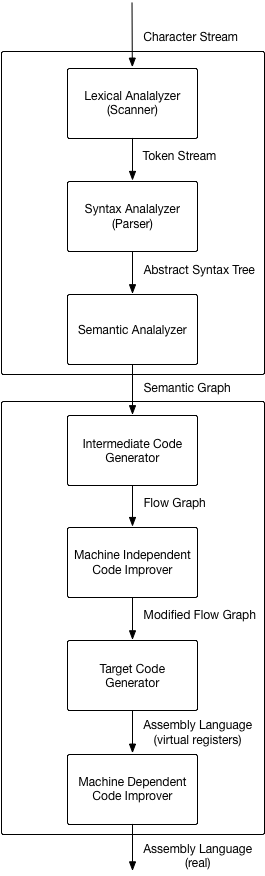 Character Stream
Lexical Analalyzer
(Scanner)
Token Stream
Syntax Analalyzer
(Parser)
Abstract Syntax Tree
Semantic Analalyzer
Semantic Graph
Intermediate Code
Generator
Flow Graph
Machine Independent
Code Improver
Modified Flow Graph
Target Code
Generator
Assembly Language
(virtual registers)
Machine Dependent
Code Improver
Assembly Language
(real)